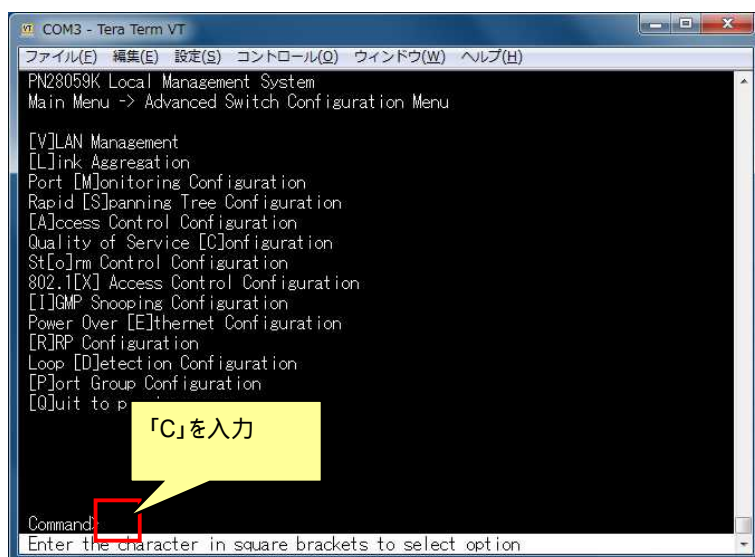 COM3 - Tera Term VT
ファイル(F) 編集(E) 設定(S) コントロール(O) ウィンドウ(W) ヘルプ(H)
PN28059K Local Management System
Main Menu -> Advanced Switch Configuration Menu
[V]LAN Management
[L]ink Aggregation
Port [M]onitoring Configuration
Rapid [S]panning Tree Configuration
[A]ccess Control Configuration
Quality of Service [C]onfiguration
St[o]rm Control Configuration
802.1[X] Access Control Configuration
[I]GMP Snooping Configuration
Power Over [E]thernet Configuration
[R]RP Configuration
Loop [D]etection Configuration
[P]ort Group Configuration
[Q]uit to
「C」を入力
Command>
Enter the character in square brackets to select option